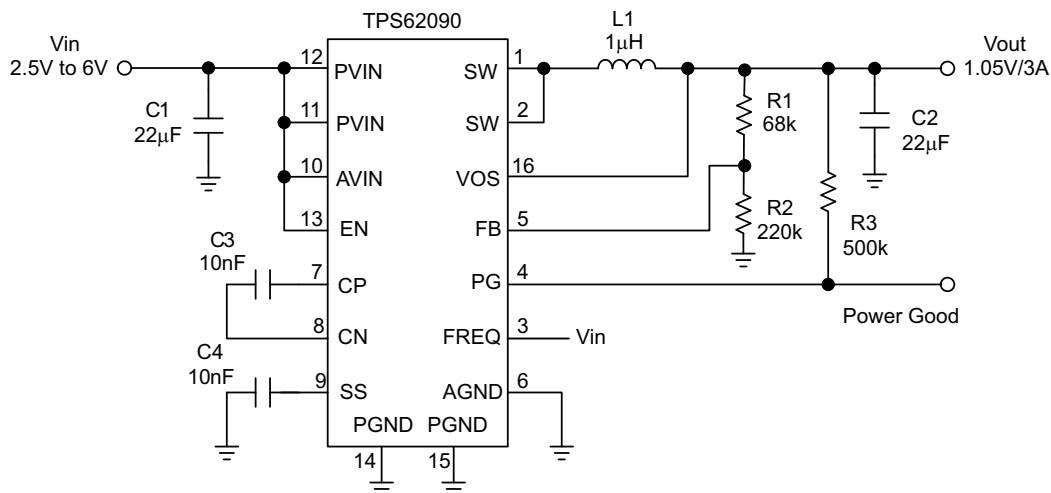 TPS62090
Vin
2.5V to 6V
C1
22μF
12
PVIN
11
PVIN
10
AVIN
13
EN
C3
10nF
7
CP
8
CN
C4
10nF
9
SS
PGND
PGND
14
15
SW
1
SW
2
VOS
16
FB
5
PG
4
FREQ
3
Vin
AGND
6
L1
1μH
R1
68k
R2
220k
R3
500k
C2
22μF
Vout
1.05V/3A
Power Good